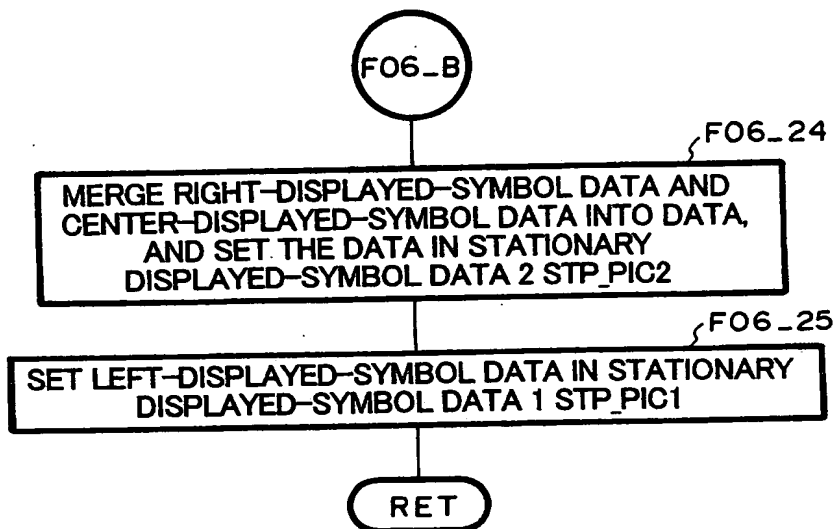 F06_B
F06_24
MERGE RIGHT-DISPLAYED-SYMBOL DATA AND
CENTER-DISPLAYED-SYMBOL DATA INTO DATA,
AND SET THE DATA IN STATIONARY
DISPLAYED-SYMBOL DATA 2 STP_PIC2
F06_25
SET LEFT-DISPLAYED-SYMBOL DATA IN STATIONARY
DISPLAYED-SYMBOL DATA 1 STP_PIC1
RET